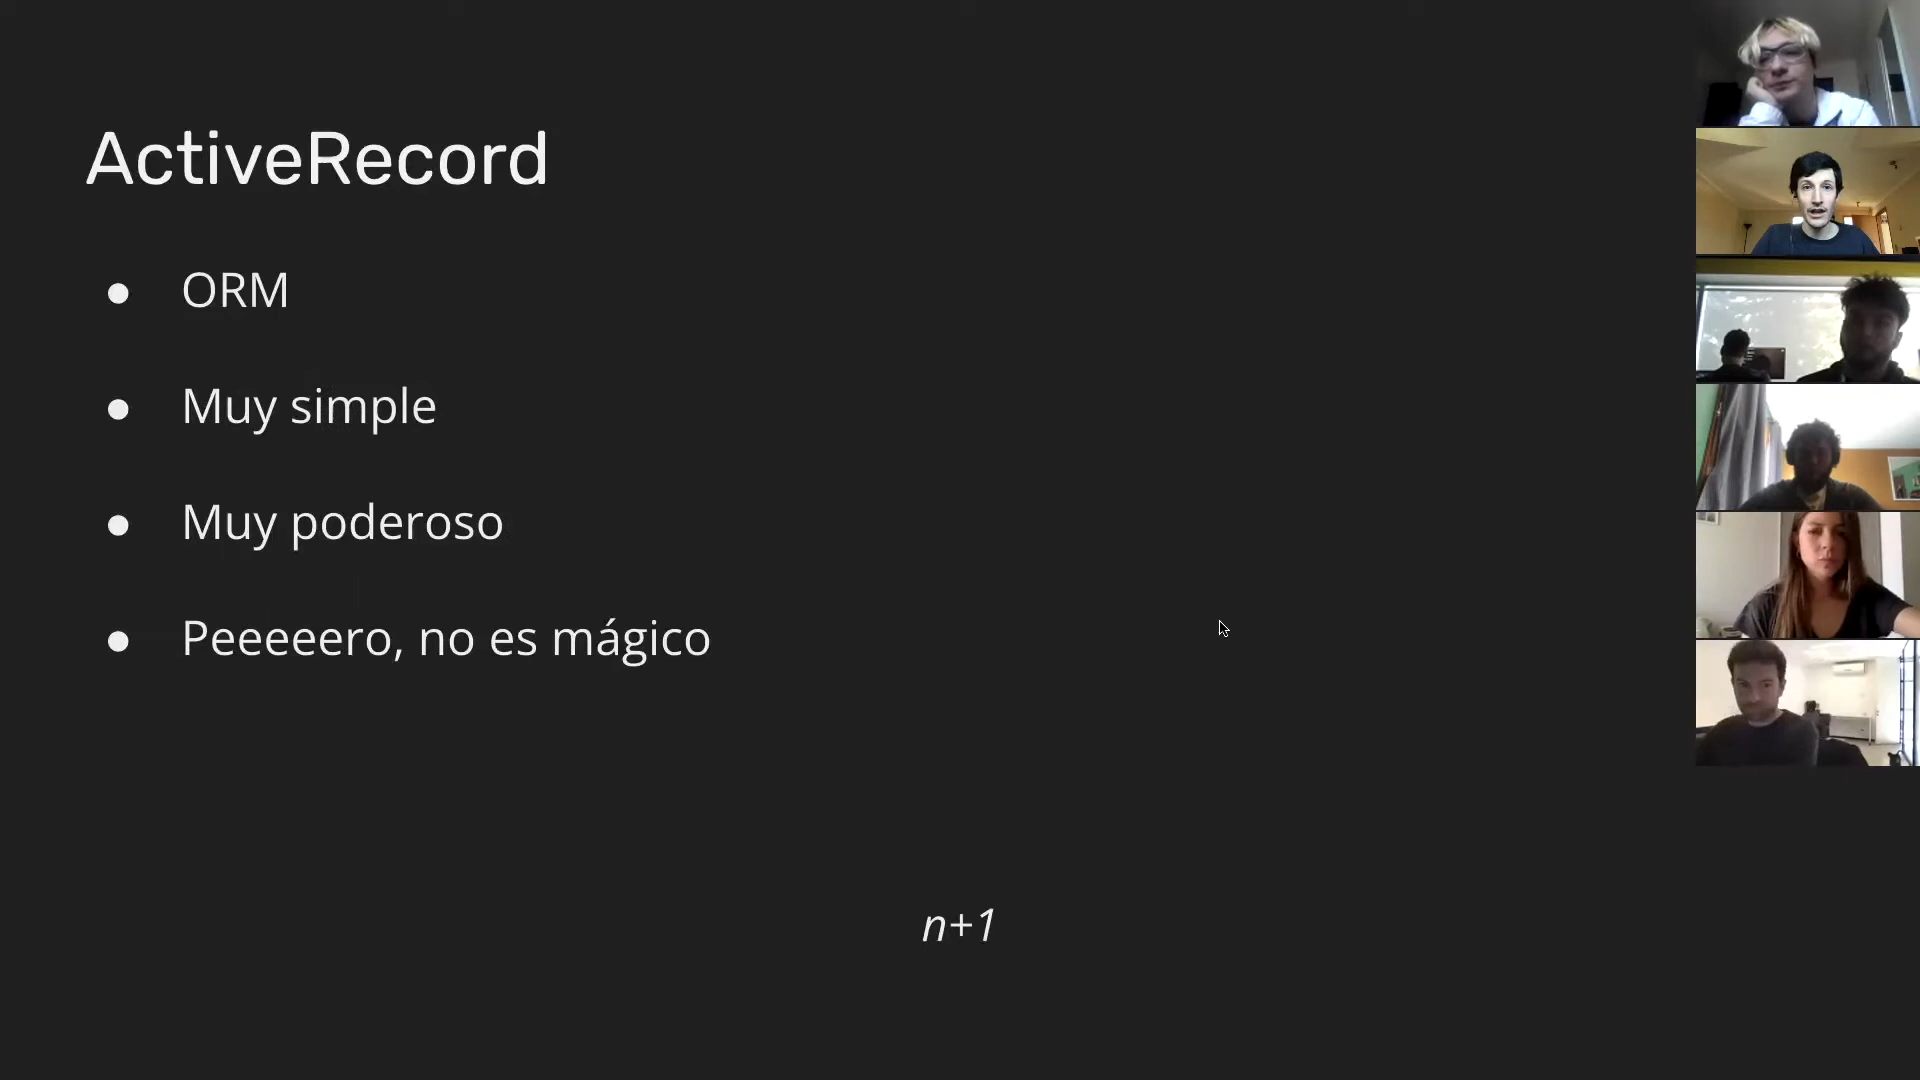 ActiveRecord
● ORM
● Muy simple
● Muy poderoso
● Peeeeero, no es mágico
n+1